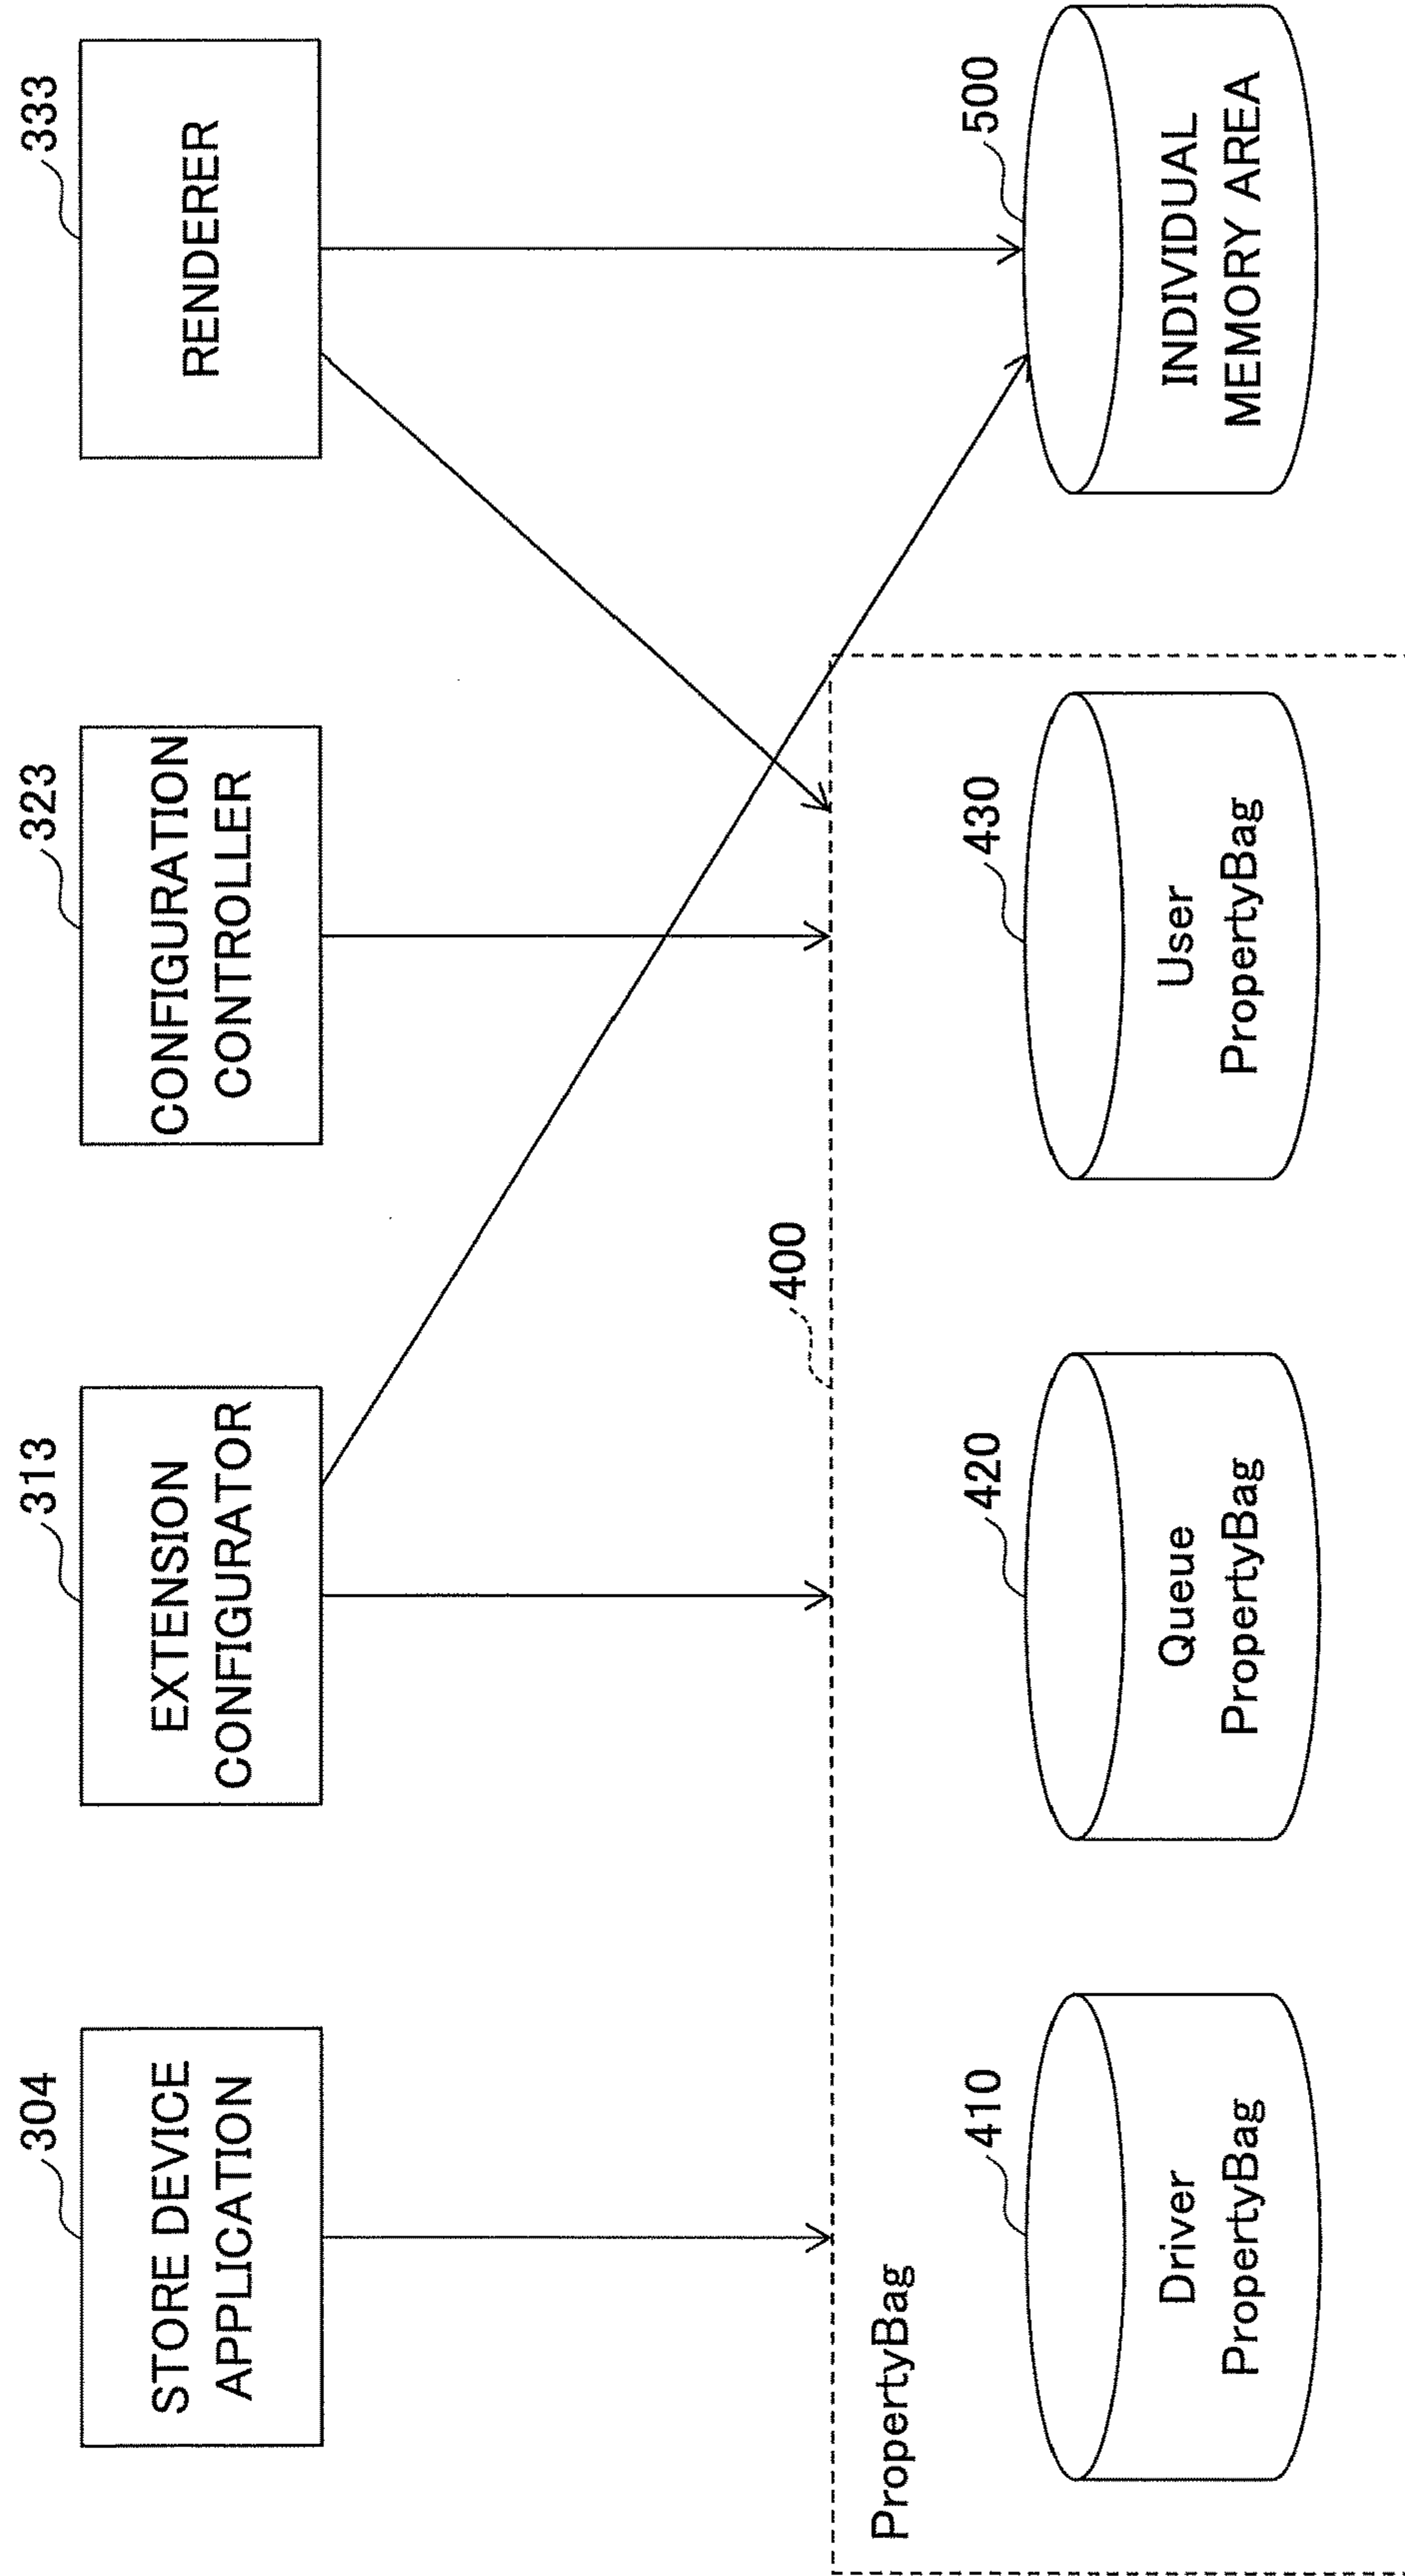 304
STORE DEVICE
APPLICATION
313
EXTENSION
CONFIGURATOR
323
CONFIGURATION
CONTROLLER
333
RENDERER
400
PropertyBag
410
Driver
PropertyBag
420
Queue
PropertyBag
430
User
PropertyBag
500
INDIVIDUAL
MEMORY AREA